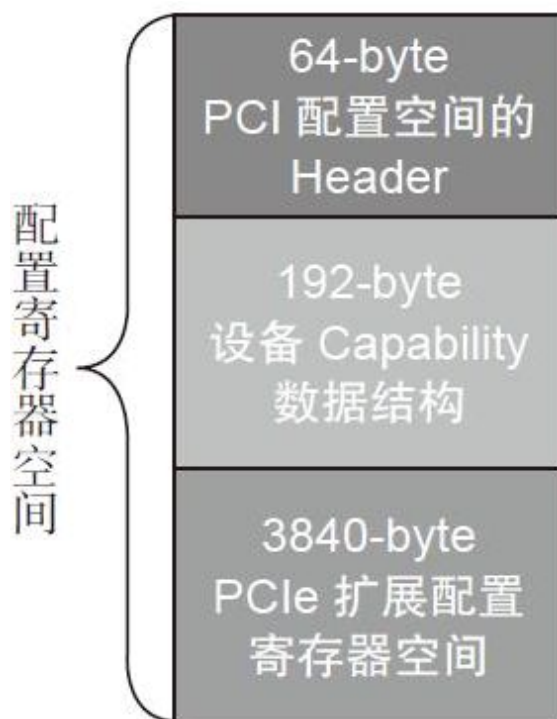 配置寄存器空间
64-byte
PCI 配置空间的
Header
192-byte
设备 Capability
数据结构
3840-byte
PCIe 扩展配置
寄存器空间